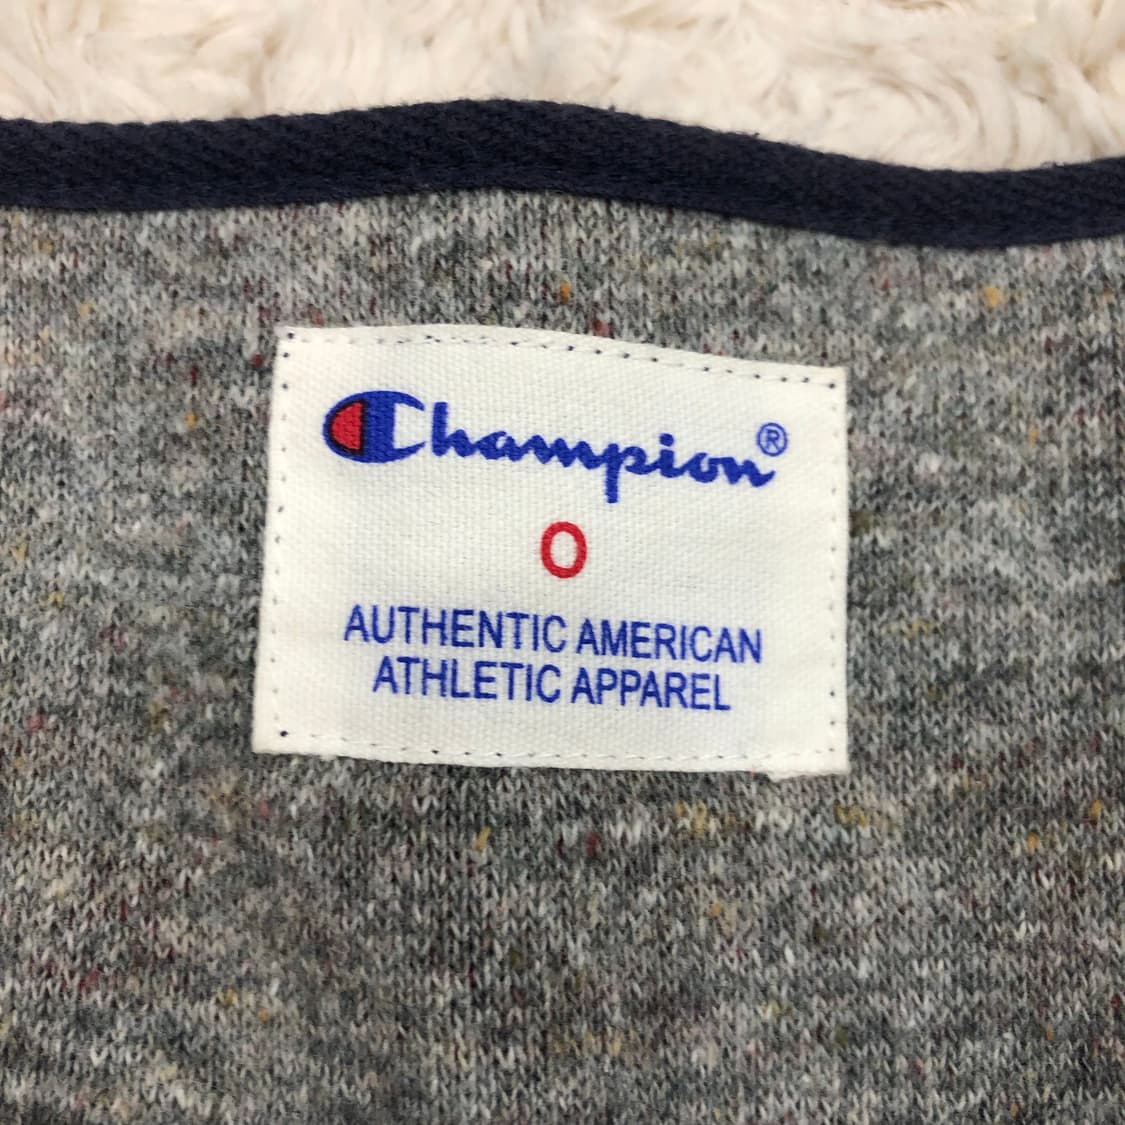 Champion®
O
AUTHENTIC AMERICAN
ATHLETIC APPAREL